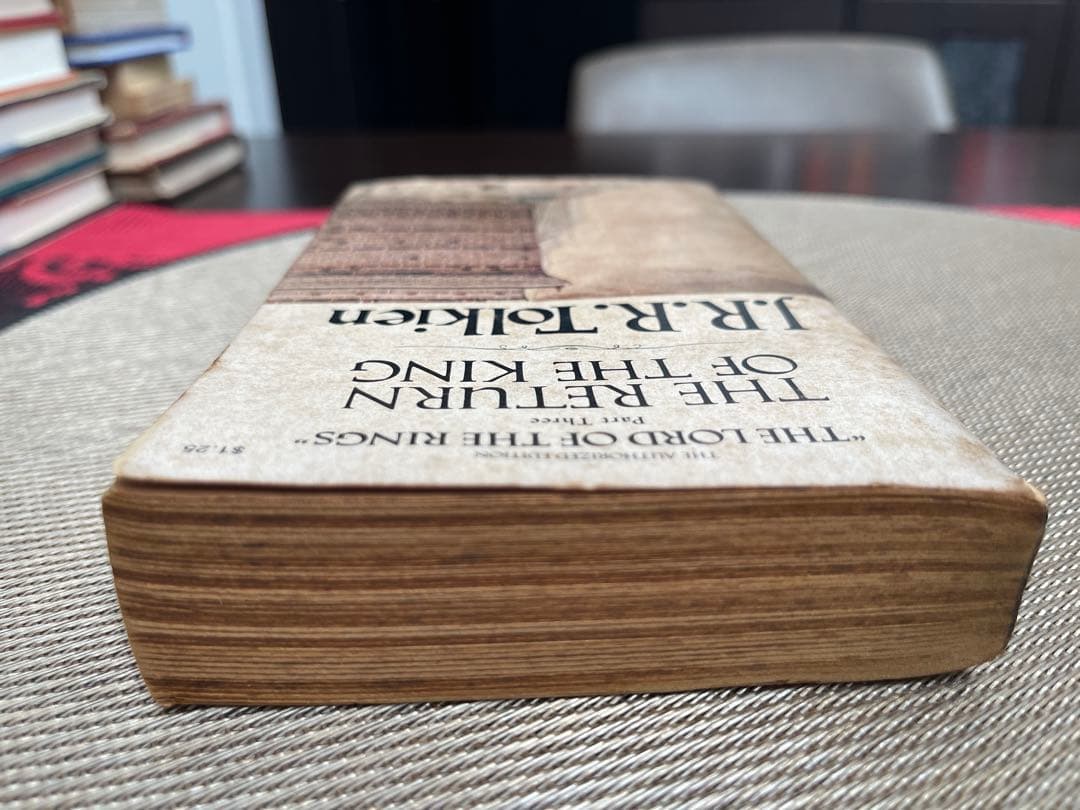 THE AUTHORIZED EDITION
$1.25
"THE LORD OF THE RINGS"
Part Three
THE RETURN
OF THE KING
J.R.R. Tolkien